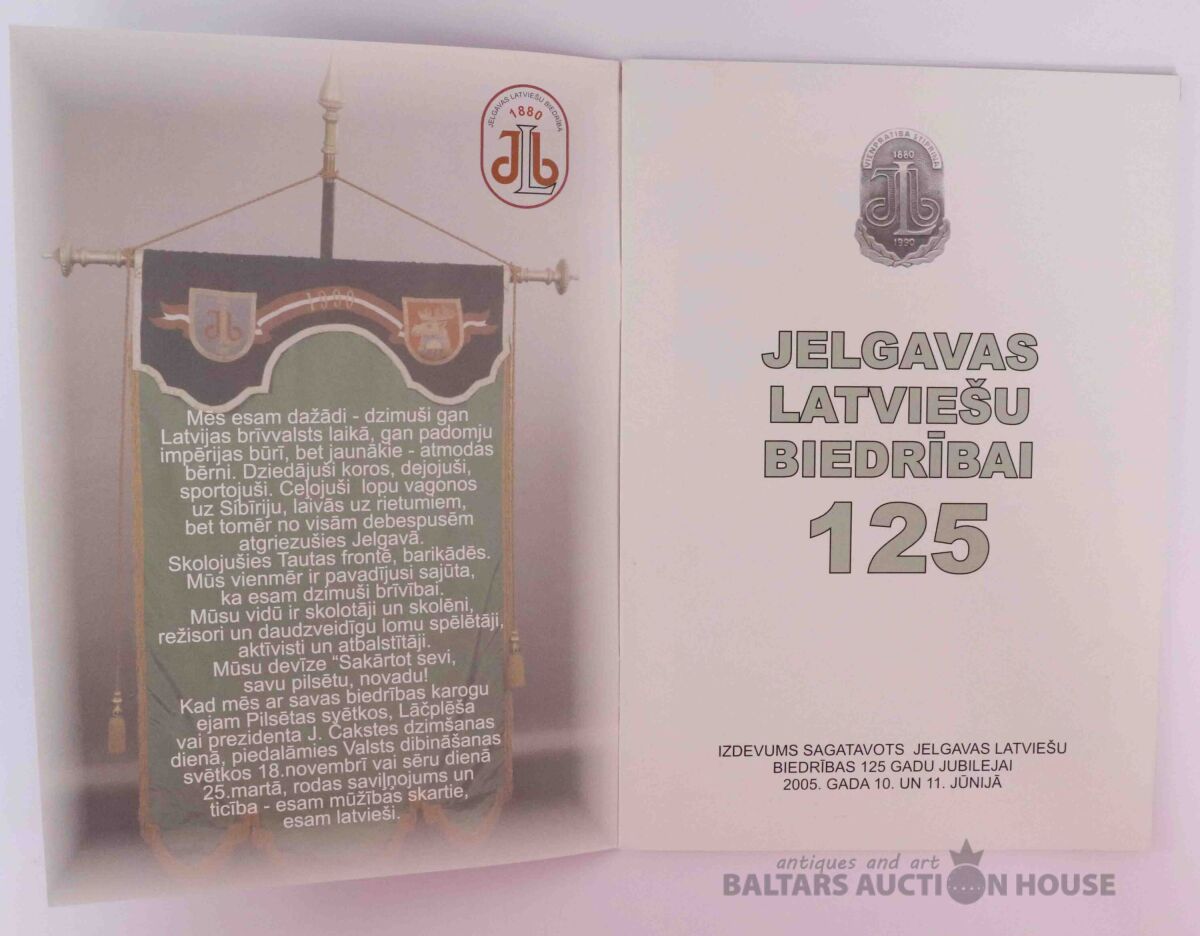 JELGAVAS LATVIEŠU BIEDRĪBA
1880
JLb
1990
Mēs esam dažādi - dzimuši gan
Latvijas brīvvalsts laikā, gan padomju
impērijas būrī, bet jaunākie - atmodas
bērni. Dziedājuši koros, dejojuši,
sportojuši. Ceļojuši lopu vagonos
uz Sibīriju, laivās uz rietumiem,
bet tomēr no visām debespusēm
atgriezušies Jelgavā.
Skolojušies Tautas frontē, barikādēs.
Mūs vienmēr ir pavadījusi sajūta,
ka esam dzimuši brīvībai.
Mūsu vidū ir skolotāji un skolēni,
režisori un daudzveidīgu lomu spēlētāji,
aktīvisti un atbalstītāji.
Mūsu devīze “Sakārtot sevi,
savu pilsētu, novadu!
Kad mēs ar savas biedrības karogu
ejam Pilsētas svētkos, Lāčplēša
vai prezidenta J. Čakstes dzimšanas
dienā, piedalāmies Valsts dibināšanas
svētkos 18.novembrī vai sēru dienā
25.martā, rodas saviļņojums un
ticība - esam mūžības skartie,
esam latvieši.
VIENPRĀTĪBA STIPRINA
1880
JLb
1990
JELGAVAS
LATVIEŠU
BIEDRĪBAI
125
IZDEVUMS SAGATAVOTS JELGAVAS LATVIEŠU
BIEDRĪBAS 125 GADU JUBILEJAI
2005. GADA 10. UN 11. JŪNIJĀ
antiques and art
BALTARS AUCTION HOUSE